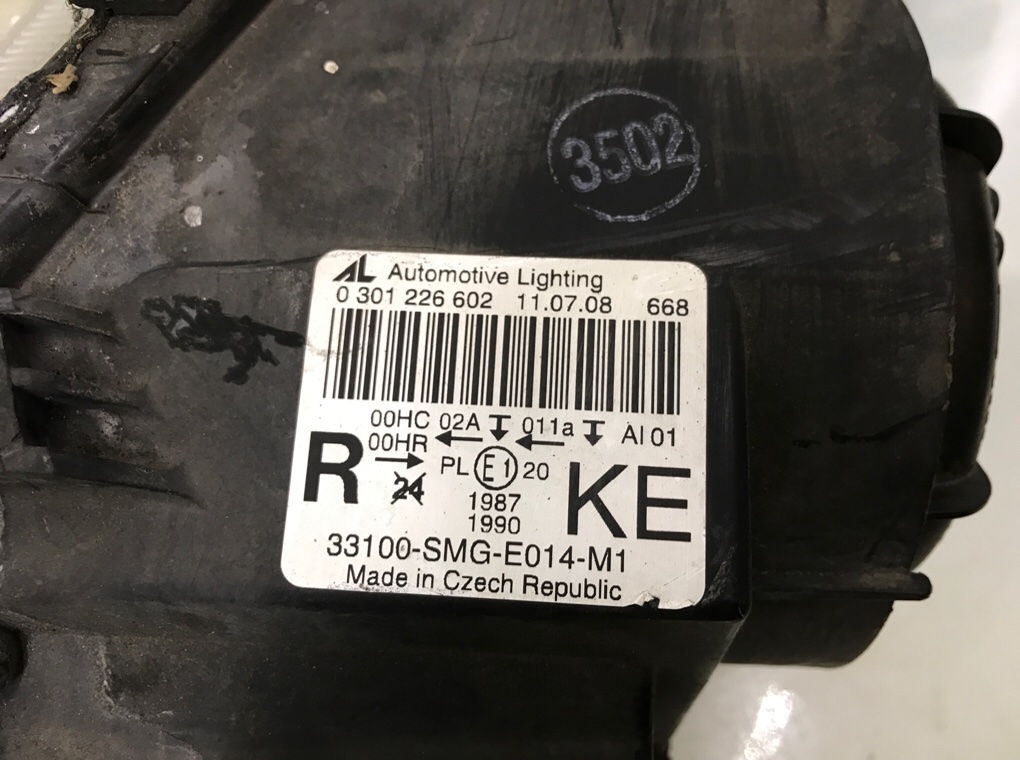 3502
AL Automotive Lighting
0 301 226 602 11.07.08 668
00HC 02A 011a AI 01
00HR
R PL E1 20 KE
24
1987
1990
33100-SMG-E014-M1
Made in Czech Republic